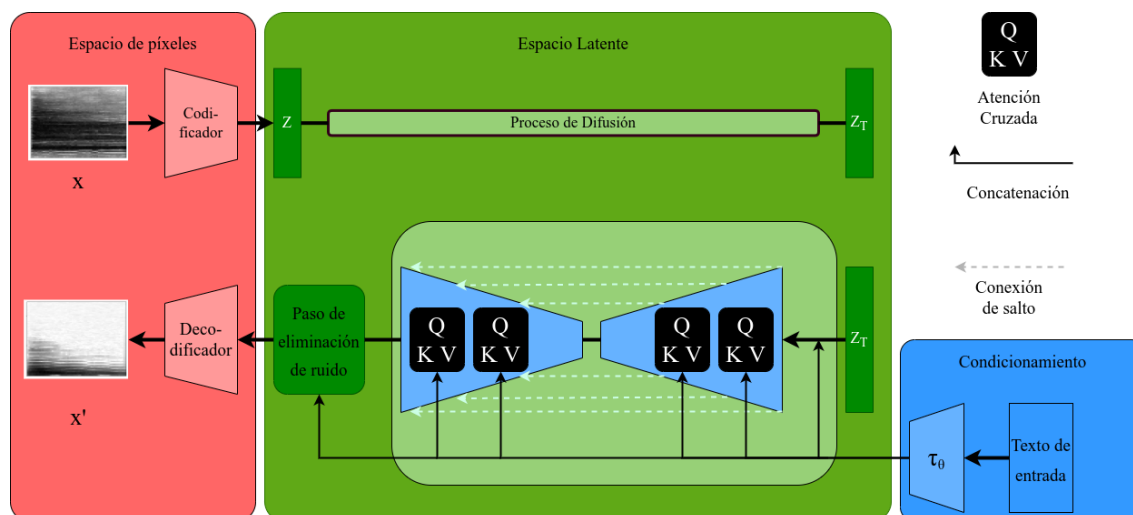 Espacio de píxeles
x
Codi-
ficador
Espacio Latente
Z
Proceso de Difusión
Z_T
Q
K V
Atención
Cruzada
Concatenación
Conexión
de salto
x'
Deco-
dificador
Paso de
eliminación
de ruido
Q
K V
Q
K V
Q
K V
Q
K V
Z_T
Condicionamiento
τ_θ
Texto de
entrada